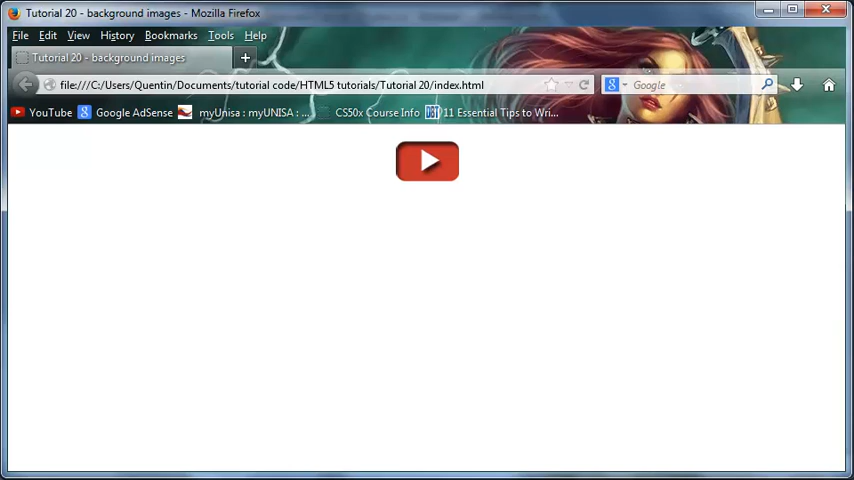 Tutorial 20 - background images - Mozilla Firefox
File Edit View History Bookmarks Tools Help
Tutorial 20 - background images
file:///C:/Users/Quentin/Documents/tutorial code/HTML5 tutorials/Tutorial 20/index.html
Google
YouTube Google AdSense myUnisa : myUNISA : ... CS50x Course Info 11 Essential Tips to Wri...